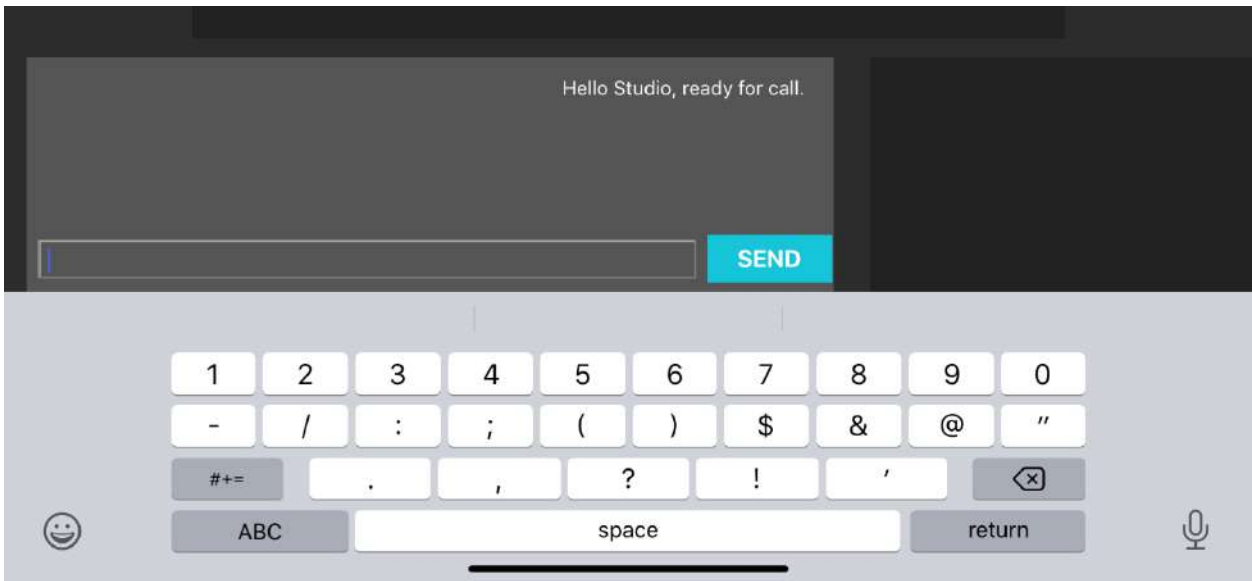 Hello Studio, ready for call.
SEND
1 2 3 4 5 6 7 8 9 0
- / : ; ( ) $ & @ "
#+= . , ? ! '
ABC space return